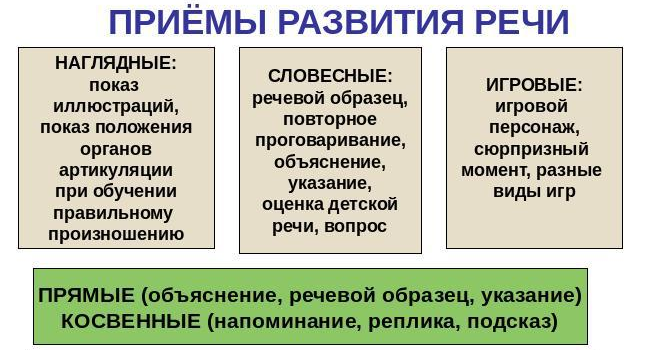 ПРИЁМЫ РАЗВИТИЯ РЕЧИ
НАГЛЯДНЫЕ:
показ
иллюстраций,
показ положения
органов
артикуляции
при обучении
правильному
произношению
СЛОВЕСНЫЕ:
речевой образец,
повторное
проговаривание,
объяснение,
указание,
оценка детской
речи, вопрос
ИГРОВЫЕ:
игровой
персонаж,
сюрпризный
момент, разные
виды игр
ПРЯМЫЕ (объяснение, речевой образец, указание)
КОСВЕННЫЕ (напоминание, реплика, подсказ)